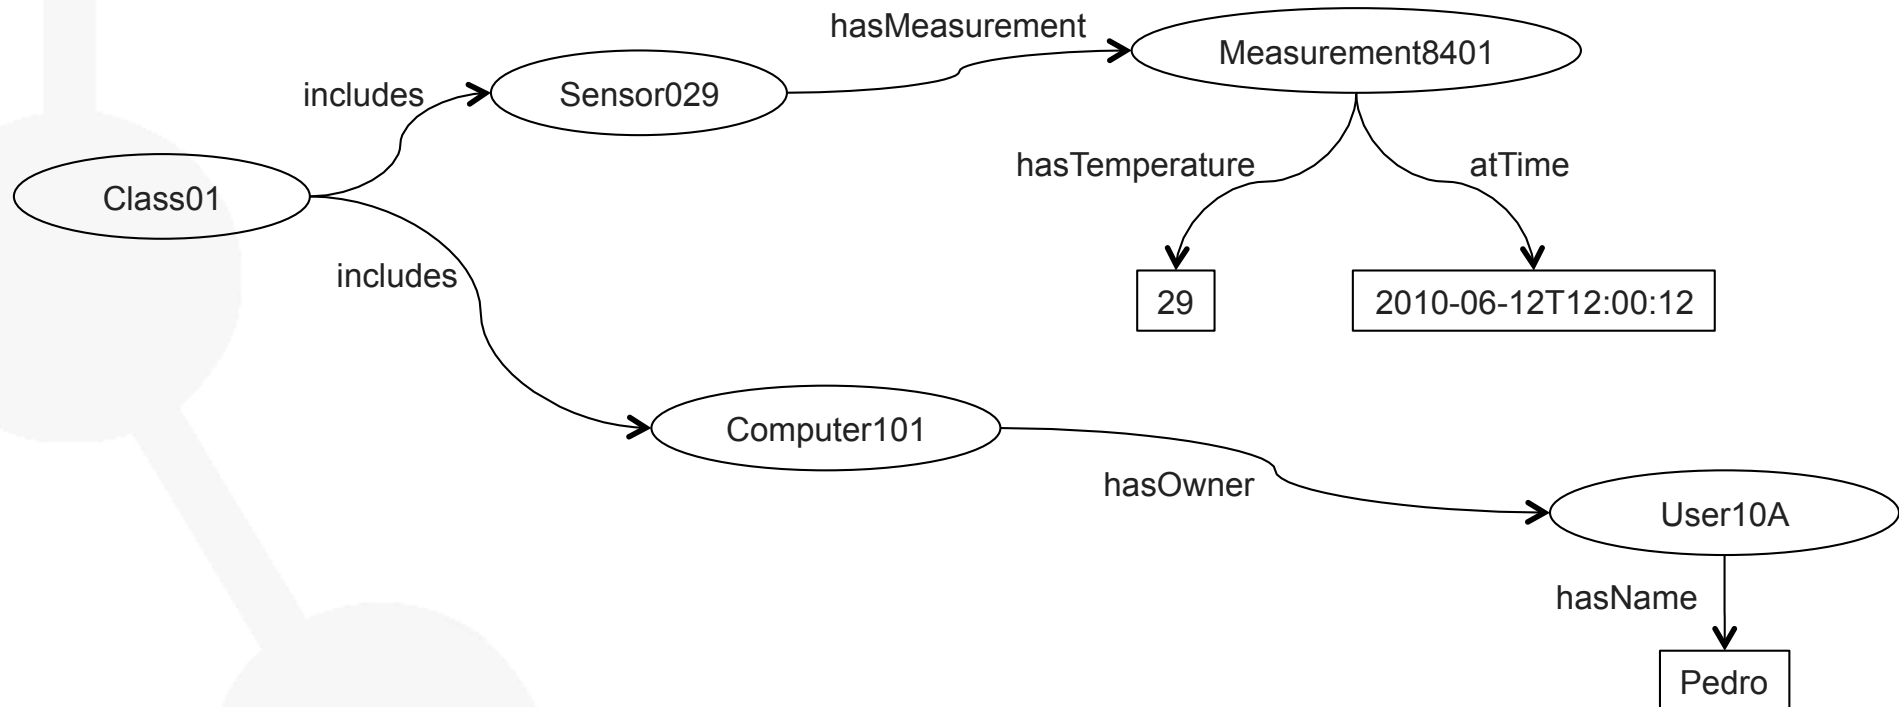 hasMeasurement
Measurement8401
includes
Sensor029
hasTemperature
atTime
Class01
includes
29
2010-06-12T12:00:12
Computer101
hasOwner
User10A
hasName
Pedro